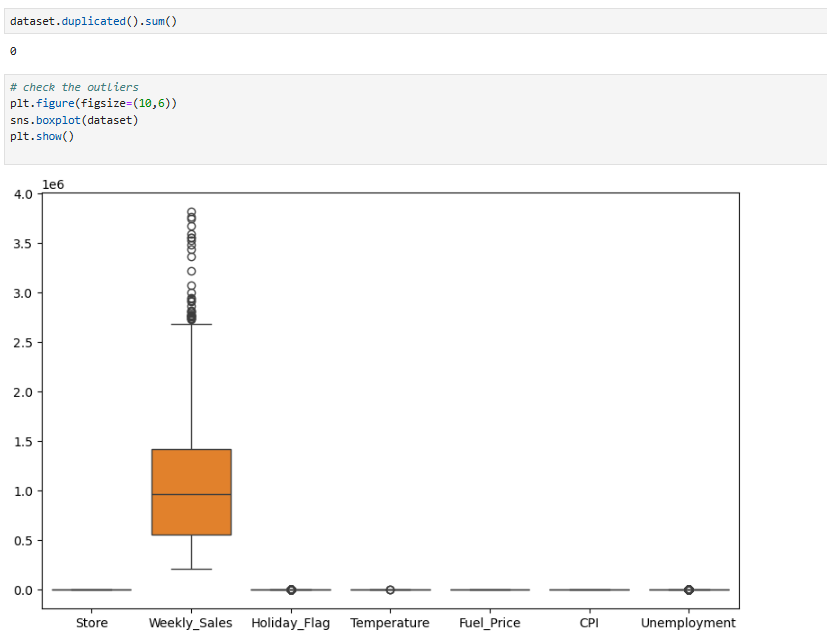 dataset.duplicated().sum()
0
# check the outliers
plt.figure(figsize=(10,6))
sns.boxplot(dataset)
plt.show()
1e6
4.0
3.5
3.0
2.5
2.0
1.5
1.0
0.5
0.0
Store Weekly_Sales Holiday_Flag Temperature Fuel_Price CPI Unemployment